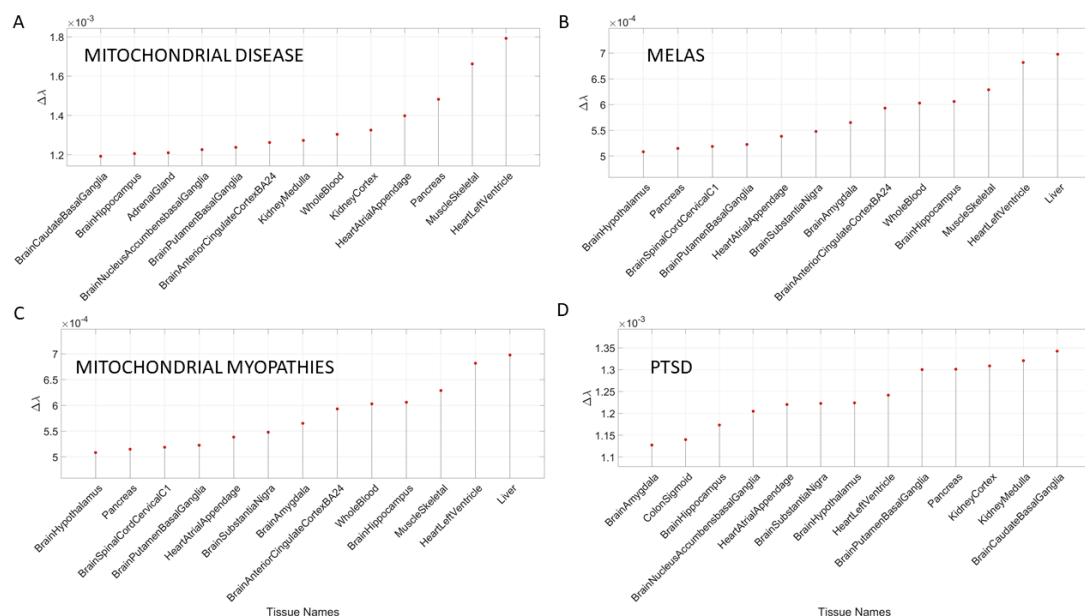 A
×10⁻³
1.8
1.6
1.4
1.2
Δλ
MITOCHONDRIAL DISEASE
BrainCaudateBasalGanglia
BrainHippocampus
AdrenalGland
BrainNucleusAccumbensbasalGanglia
BrainPutamenBasalGanglia
BrainAnteriorCingulateCortexBA24
KidneyMedulla
WholeBlood
KidneyCortex
HeartAtrialAppendage
Pancreas
MuscleSkeletal
HeartLeftVentricle
B
×10⁻⁴
7
6.5
6
5.5
5
Δλ
MELAS
BrainHypothalamus
Pancreas
BrainSpinalCordCervicalC1
BrainPutamenBasalGanglia
HeartAtrialAppendage
BrainSubstantiaNigra
BrainAmygdala
BrainAnteriorCingulateCortexBA24
WholeBlood
BrainHippocampus
MuscleSkeletal
HeartLeftVentricle
Liver
C
×10⁻⁴
7
6.5
6
5.5
5
Δλ
MITOCHONDRIAL MYOPATHIES
BrainHypothalamus
Pancreas
BrainSpinalCordCervicalC1
BrainPutamenBasalGanglia
HeartAtrialAppendage
BrainSubstantiaNigra
BrainAmygdala
BrainAnteriorCingulateCortexBA24
WholeBlood
BrainHippocampus
MuscleSkeletal
HeartLeftVentricle
Liver
Tissue Names
D
×10⁻³
1.35
1.3
1.25
1.2
1.15
1.1
Δλ
PTSD
BrainAmygdala
ColonSigmoid
BrainHippocampus
BrainNucleusAccumbensbasalGanglia
HeartAtrialAppendage
BrainSubstantiaNigra
BrainHypothalamus
HeartLeftVentricle
BrainPutamenBasalGanglia
Pancreas
KidneyCortex
KidneyMedulla
BrainCaudateBasalGanglia
Tissue Names